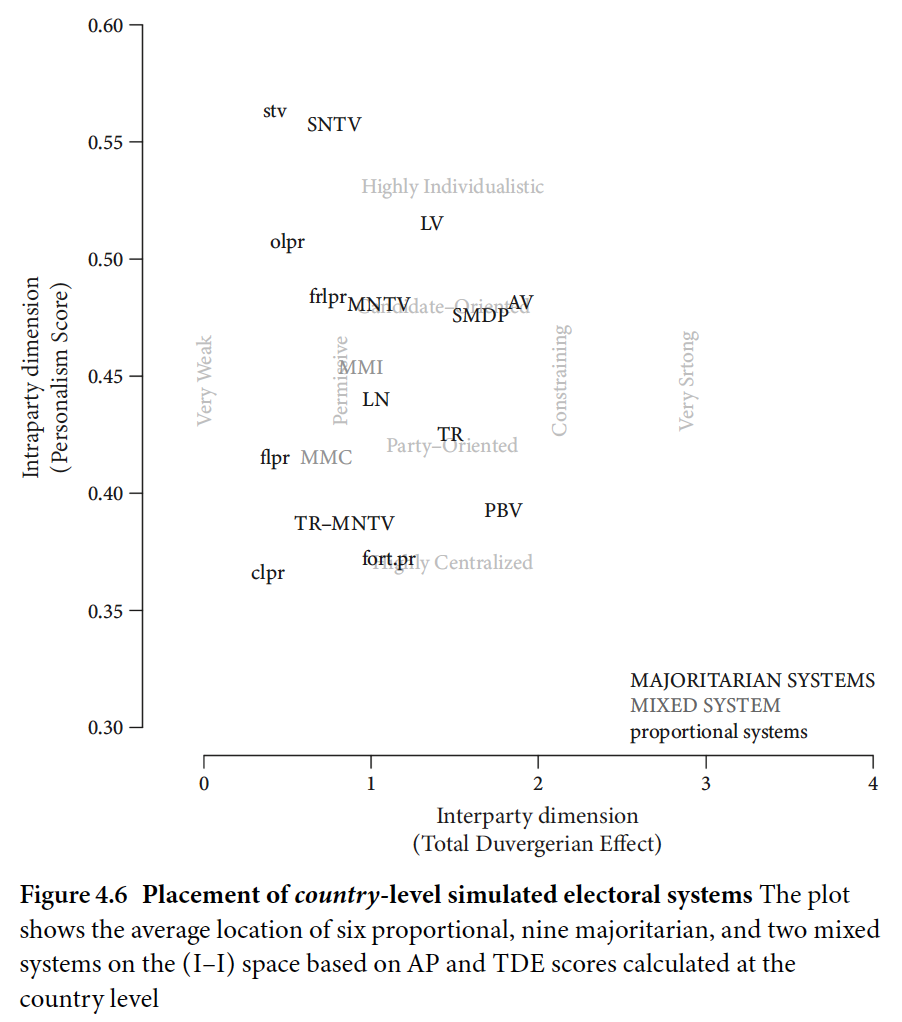 0.60
stv
SNTV
0.55
Highly Individualistic
LV
olpr
0.50
frlpr
MNTV
Candidate–Oriented
AV
SMDP
Intraparty dimension
(Personalism Score)
Very Weak
Permissive
Constraining
Very Srtong
0.45
MMI
LN
TR
Party–Oriented
flpr
MMC
0.40
PBV
TR–MNTV
fort.pr
Highly Centralized
clpr
0.35
MAJORITARIAN SYSTEMS
MIXED SYSTEM
0.30
proportional systems
0 1 2 3 4
Interparty dimension
(Total Duvergerian Effect)
Figure 4.6 Placement of country-level simulated electoral systems The plot
shows the average location of six proportional, nine majoritarian, and two mixed
systems on the (I–I) space based on AP and TDE scores calculated at the
country level